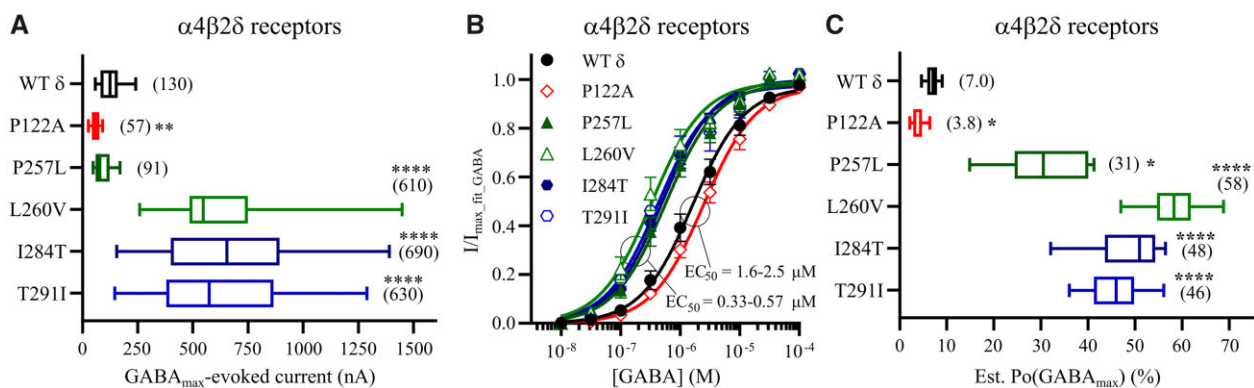 A
α4β2δ receptors
WT δ
(130)
P122A
(57) **
P257L
(91)
L260V
****
(610)
I284T
****
(690)
T291I
****
(630)
0 250 500 750 1000 1250 1500
GABAmax-evoked current (nA)
B
α4β2δ receptors
WT δ
P122A
P257L
L260V
I284T
T291I
1.0
0.8
0.6
0.4
0.2
0.0
I/Imax_fit_GABA
EC50 = 1.6-2.5 μM
EC50 = 0.33-0.57 μM
10-8 10-7 10-6 10-5 10-4
[GABA] (M)
C
α4β2δ receptors
WT δ
(7.0)
P122A
(3.8) *
P257L
(31) *
L260V
****
(58)
I284T
****
(48)
T291I
****
(46)
0 10 20 30 40 50 60 70
Est. Po(GABAmax) (%)